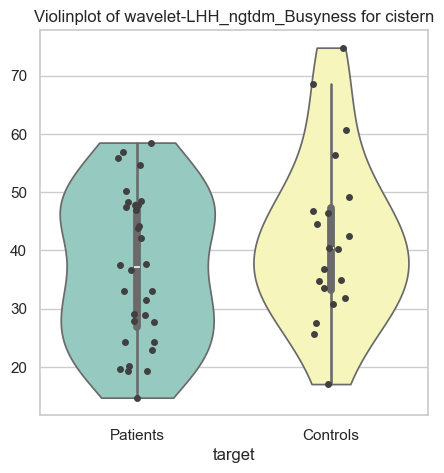 Violinplot of wavelet-LHH_ngtdm_Busyness for cistern
70
60
50
40
30
20
Patients
Controls
target